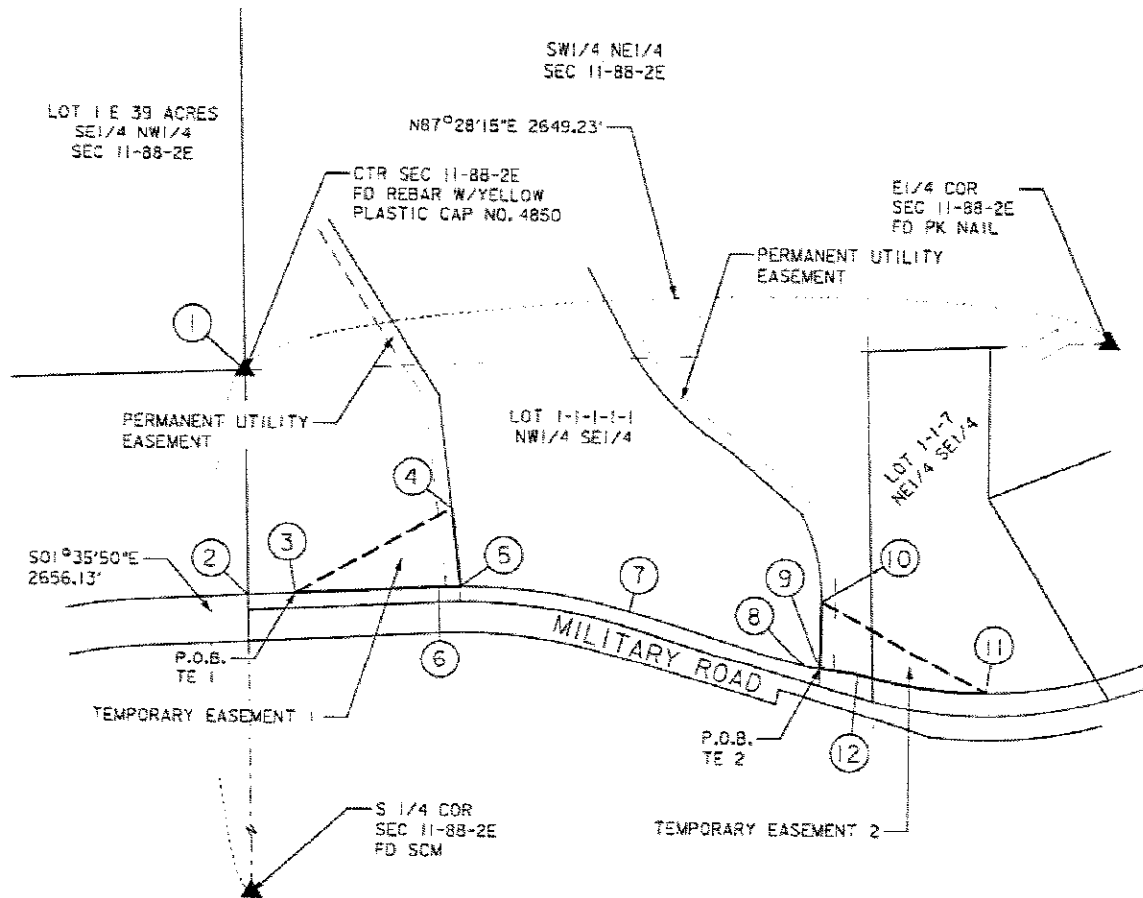 SW1/4 NE1/4
SEC 11-88-2E
LOT 1 E 39 ACRES
SE1/4 NW1/4
SEC 11-88-2E
N87°28'15"E 2649.23'
CTR SEC 11-88-2E
FD REBAR W/YELLOW
PLASTIC CAP NO. 4850
E1/4 COR
SEC 11-88-2E
FD PK NAIL
PERMANENT UTILITY
EASEMENT
1
PERMANENT UTILITY
EASEMENT
LOT 1-1-1-1-1
NW1/4 SE1/4
LOT 1-1-7
NE1/4 SE1/4
4
S01°35'50"E
2656.13'
2
3
5
7
9
10
8
6
11
MILITARY ROAD
P.O.B.
TE 1
TEMPORARY EASEMENT 1
P.O.B.
TE 2
12
S 1/4 COR
SEC 11-88-2E
FD SCM
TEMPORARY EASEMENT 2